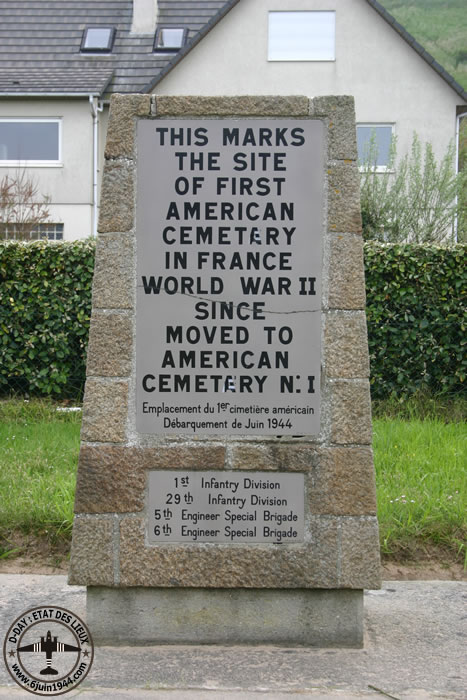 THIS MARKS
THE SITE
OF FIRST
AMERICAN
CEMETERY
IN FRANCE
WORLD WAR II
SINCE
MOVED TO
AMERICAN
CEMETERY N° I
Emplacement du 1er cimetière américain
Débarquement de Juin 1944
1st Infantry Division
29th Infantry Division
5th Engineer Special Brigade
6th Engineer Special Brigade
D-DAY : ETAT DES LIEUX
www.6juin1944.com